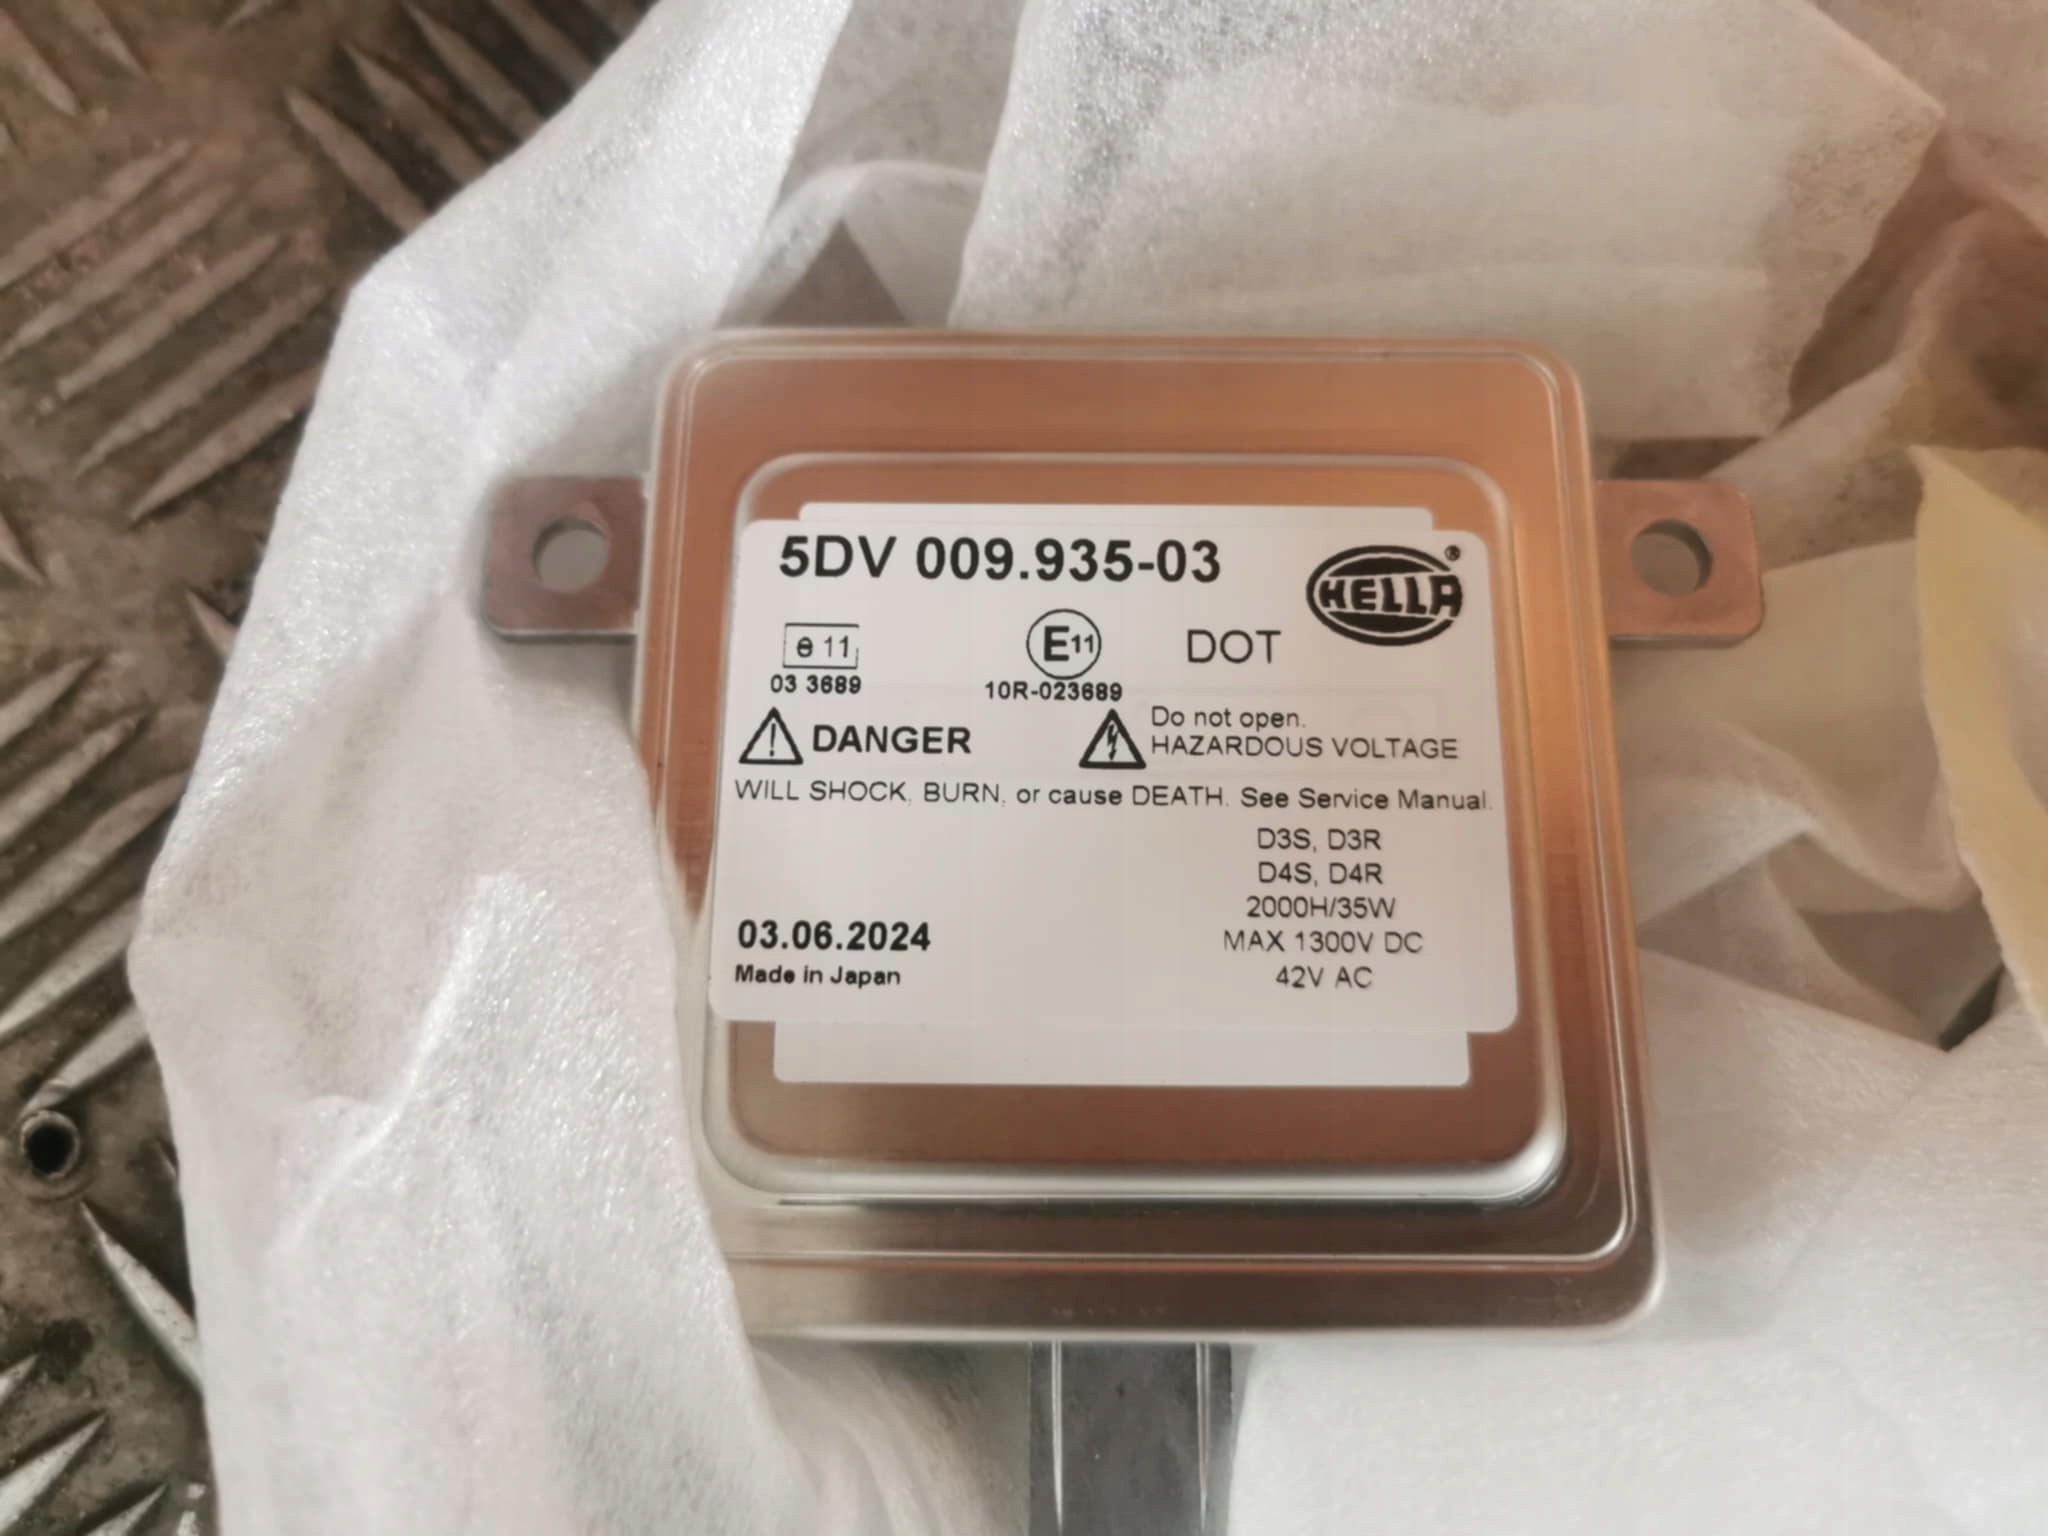 5DV 009.935-03
HELLA ®
e 11
03 3689
E11
10R-023689
DOT
DANGER
Do not open.
HAZARDOUS VOLTAGE
WILL SHOCK, BURN, or cause DEATH. See Service Manual.
D3S, D3R
D4S, D4R
2000H/35W
MAX 1300V DC
42V AC
03.06.2024
Made in Japan